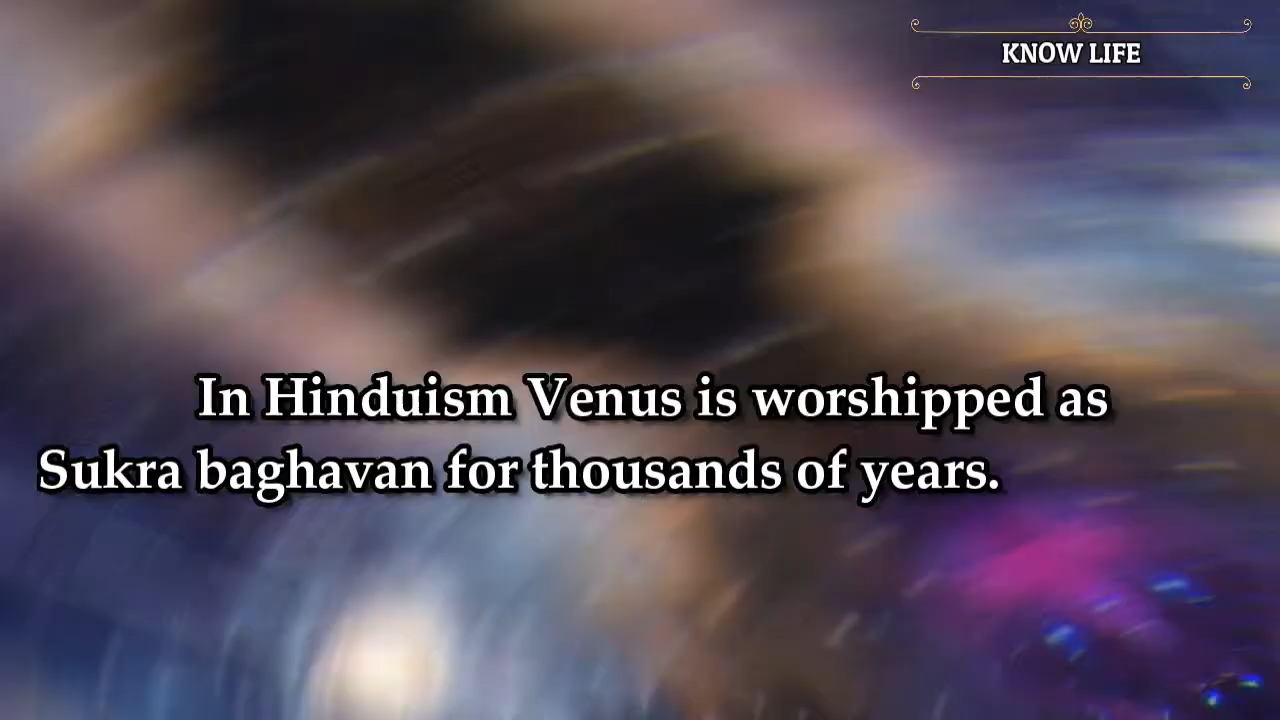 KNOW LIFE
In Hinduism Venus is worshipped as
Sukra baghavan for thousands of years.